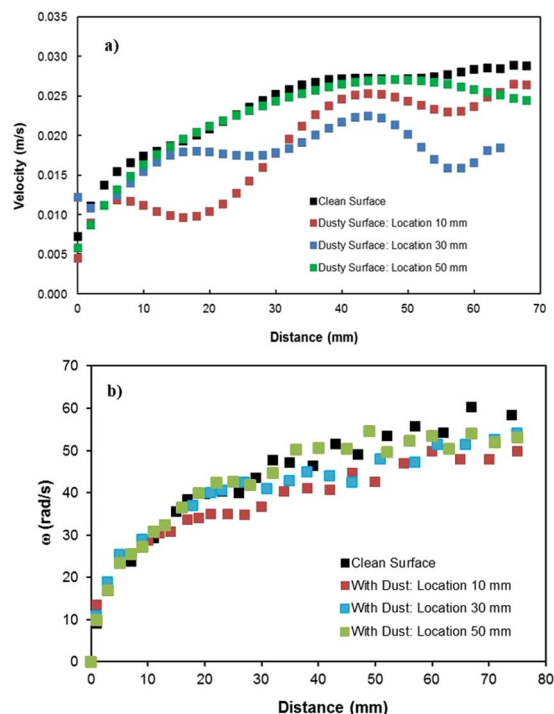 a)
0.035
0.030
0.025
0.020
0.015
0.010
0.005
0.000
Velocity (m/s)
Clean Surface
Dusty Surface: Location 10 mm
Dusty Surface: Location 30 mm
Dusty Surface: Location 50 mm
0 10 20 30 40 50 60 70
Distance (mm)
b)
70
60
50
40
30
20
10
0
ω (rad/s)
Clean Surface
With Dust: Location 10 mm
With Dust: Location 30 mm
With Dust: Location 50 mm
0 10 20 30 40 50 60 70 80
Distance (mm)